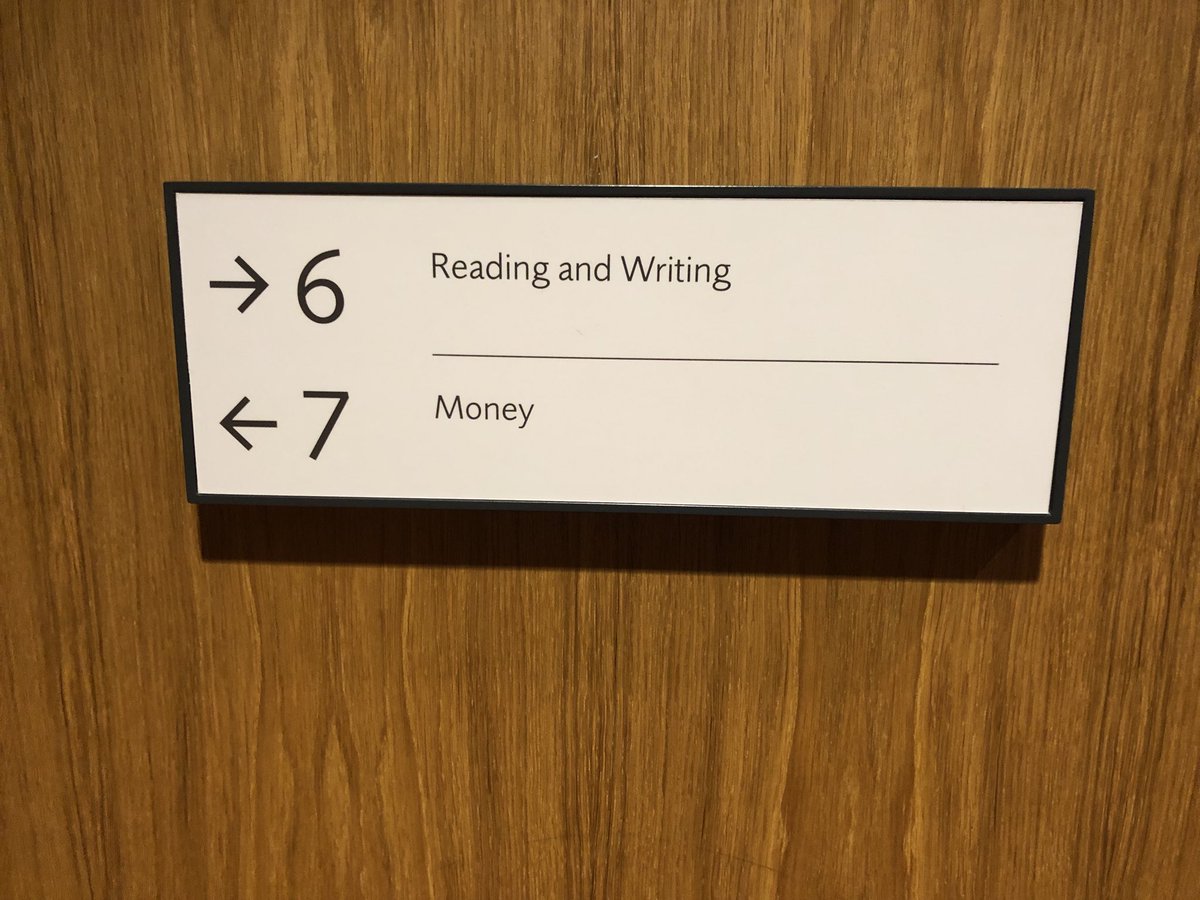 → 6 Reading and Writing
← 7 Money